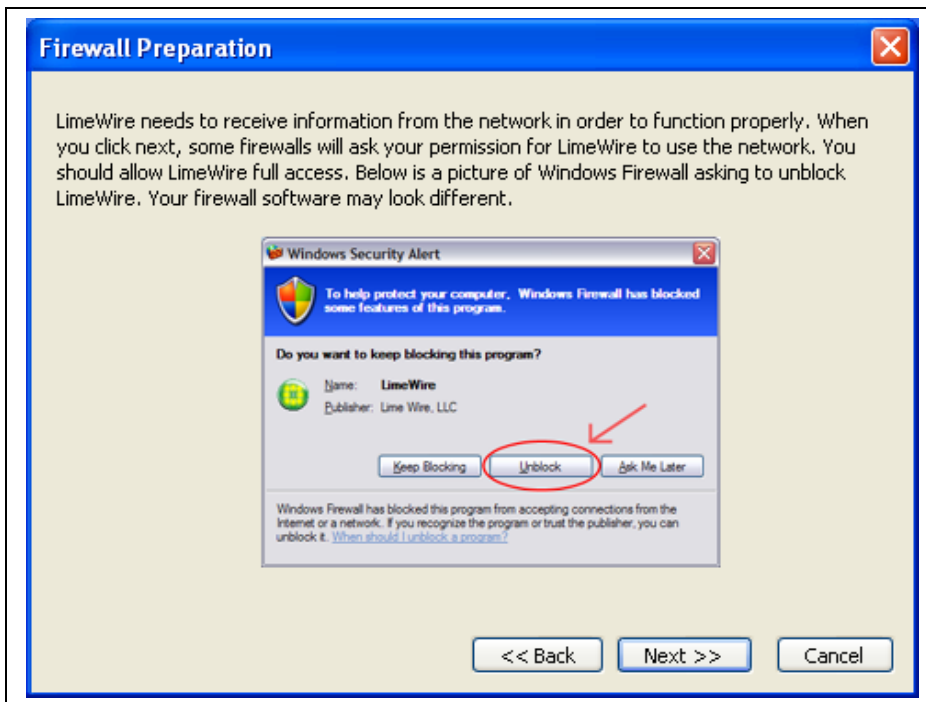 Firewall Preparation
LimeWire needs to receive information from the network in order to function properly. When
you click next, some firewalls will ask your permission for LimeWire to use the network. You
should allow LimeWire full access. Below is a picture of Windows Firewall asking to unblock
LimeWire. Your firewall software may look different.
Windows Security Alert
To help protect your computer, Windows Firewall has blocked
some features of this program.
Do you want to keep blocking this program?
Name: LimeWire
Publisher: Lime Wire, LLC
Keep Blocking Unblock Ask Me Later
Windows Firewall has blocked this program from accepting connections from the
Internet or a network. If you recognize the program or trust the publisher, you can
unblock it. When should I unblock a program?
<< Back Next >> Cancel